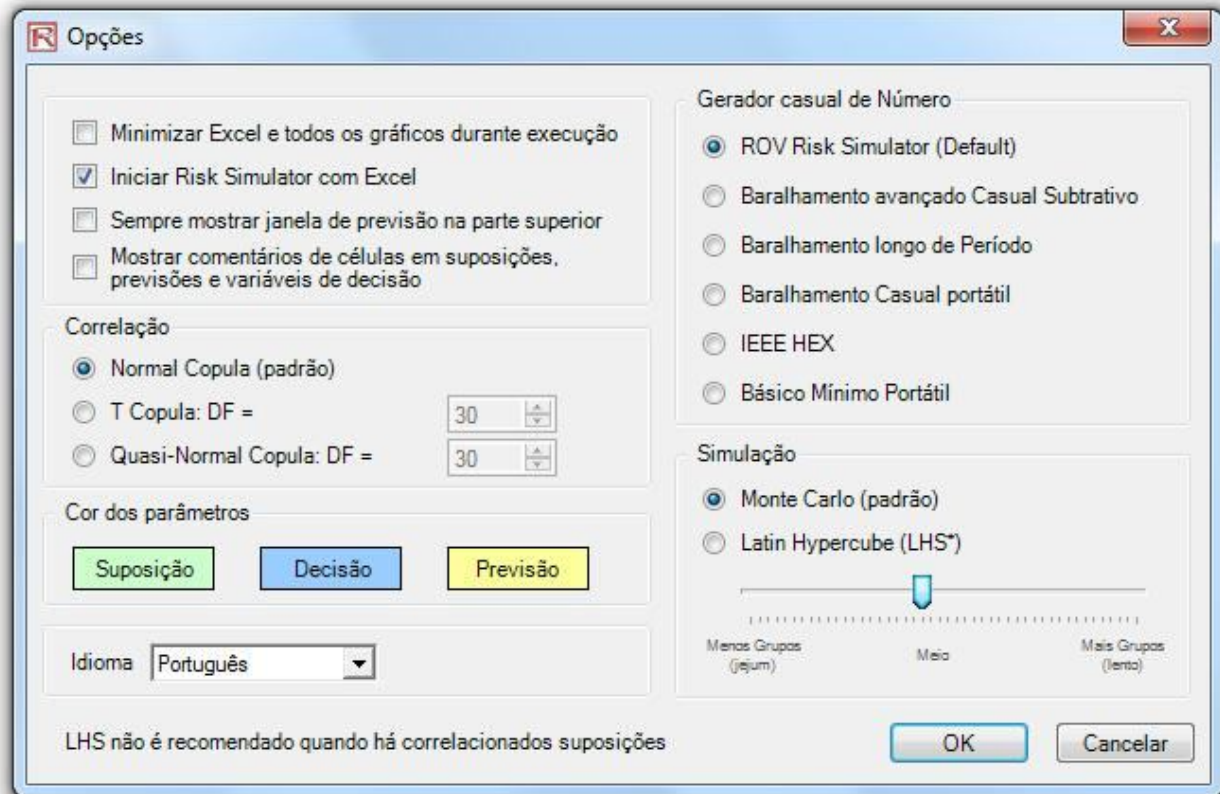 Opções
Minimizar Excel e todos os gráficos durante execução
Iniciar Risk Simulator com Excel
Sempre mostrar janela de previsão na parte superior
Mostrar comentários de células em suposições,
previsões e variáveis de decisão
Correlação
Normal Copula (padrão)
T Copula: DF = 30
Quasi-Normal Copula: DF = 30
Cor dos parâmetros
Suposição Decisão Previsão
Idioma Português
Gerador casual de Número
ROV Risk Simulator (Default)
Baralhamento avançado Casual Subtrativo
Baralhamento longo de Período
Baralhamento Casual portátil
IEEE HEX
Básico Mínimo Portátil
Simulação
Monte Carlo (padrão)
Latin Hypercube (LHS*)
Menos Grupos Meio Mais Grupos
(jejum) (lento)
LHS não é recomendado quando há correlacionados suposições
OK Cancelar